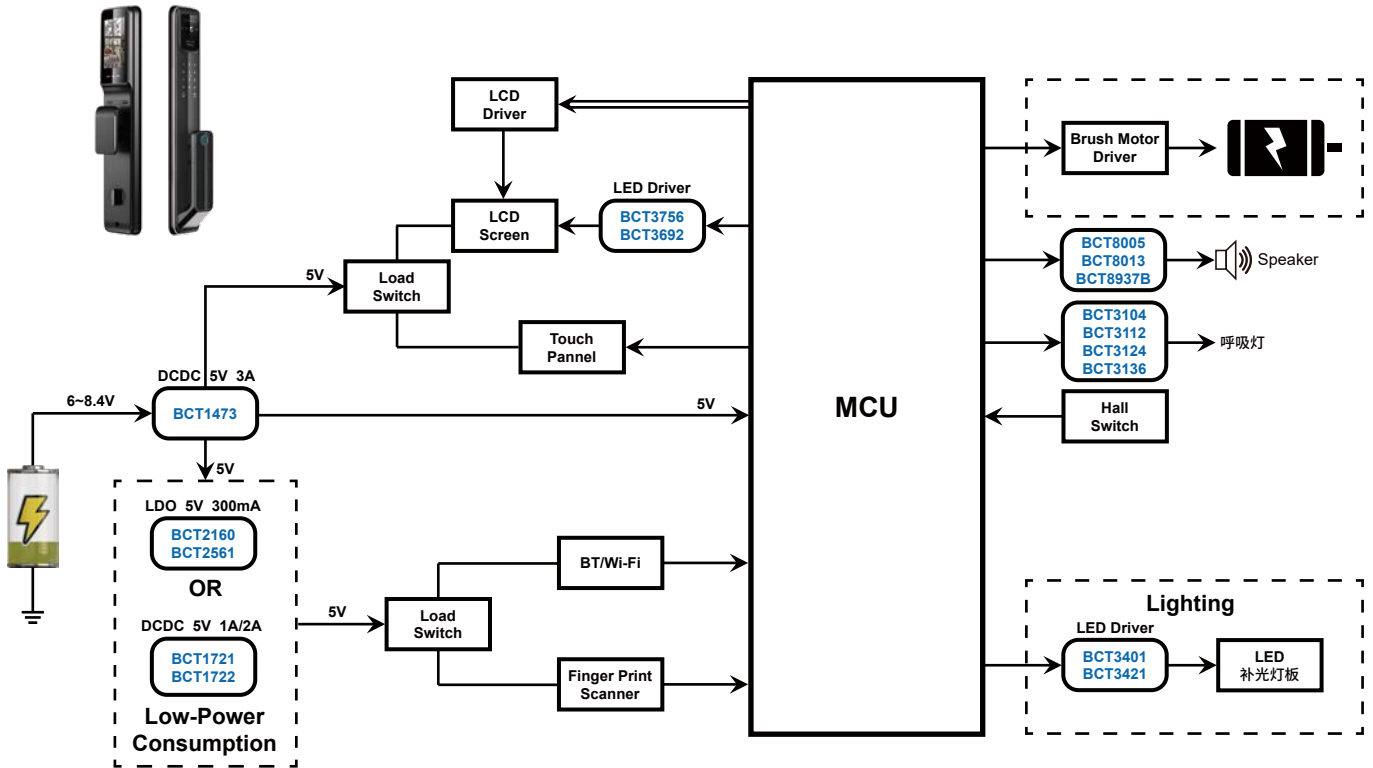 LCD
Driver
LED Driver
BCT3756
BCT3692
LCD
Screen
5V
Load
Switch
Touch
Pannel
DCDC 5V 3A
BCT1473
6~8.4V
5V
5V
LDO 5V 300mA
BCT2160
BCT2561
OR
DCDC 5V 1A/2A
BCT1721
BCT1722
Low-Power
Consumption
5V
Load
Switch
BT/Wi-Fi
Finger Print
Scanner
MCU
Brush Motor
Driver
BCT8005
BCT8013
BCT8937B
Speaker
BCT3104
BCT3112
BCT3124
BCT3136
呼吸灯
Hall
Switch
Lighting
LED Driver
BCT3401
BCT3421
LED
补光灯板